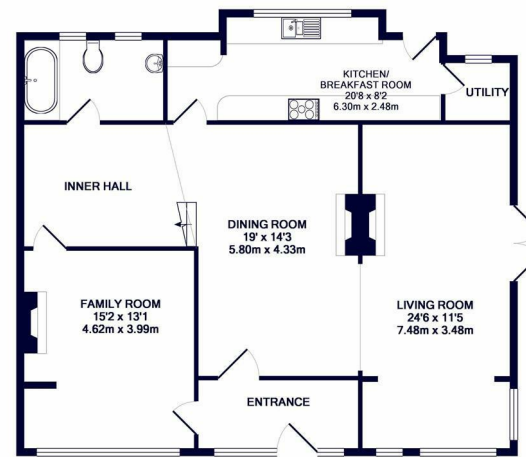 KITCHEN/
BREAKFAST ROOM
20'8 x 8'2
6.30m x 2.48m
UTILITY
INNER HALL
DINING ROOM
19' x 14'3
5.80m x 4.33m
FAMILY ROOM
15'2 x 13'1
4.62m x 3.99m
LIVING ROOM
24'6 x 11'5
7.48m x 3.48m
ENTRANCE